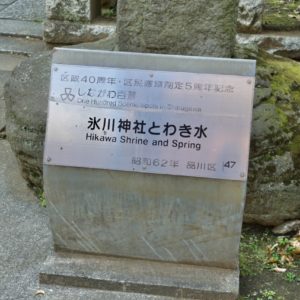 区政40周年・区民憲章制定5周年記念
しながわ百景
One Hundred Scenic Spots in Shinagawa
氷川神社とわき水
Hikawa Shrine and Spring
昭和62年 品川区 47